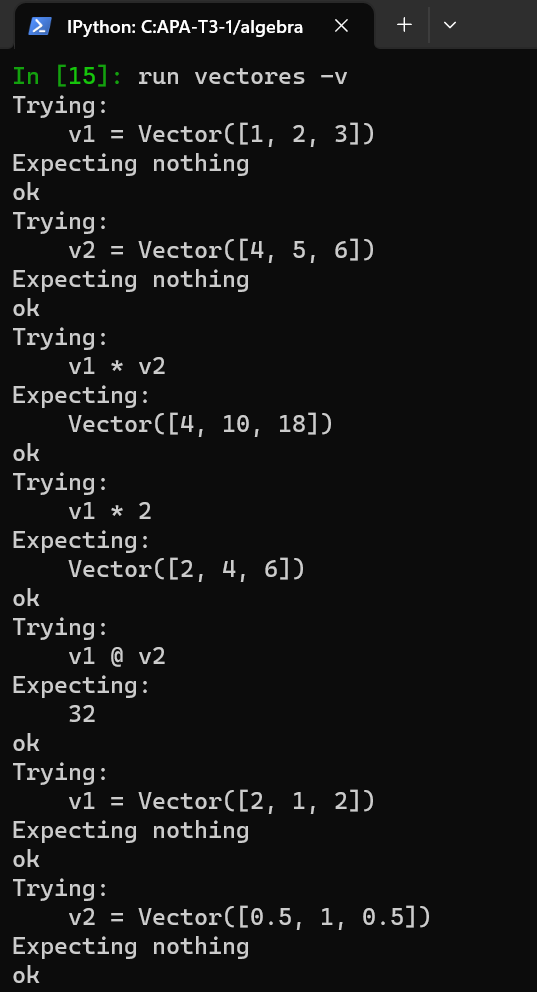 IPython: C:APA-T3-1/algebra
In [15]: run vectores -v
Trying:
    v1 = Vector([1, 2, 3])
Expecting nothing
ok
Trying:
    v2 = Vector([4, 5, 6])
Expecting nothing
ok
Trying:
    v1 * v2
Expecting:
    Vector([4, 10, 18])
ok
Trying:
    v1 * 2
Expecting:
    Vector([2, 4, 6])
ok
Trying:
    v1 @ v2
Expecting:
    32
ok
Trying:
    v1 = Vector([2, 1, 2])
Expecting nothing
ok
Trying:
    v2 = Vector([0.5, 1, 0.5])
Expecting nothing
ok